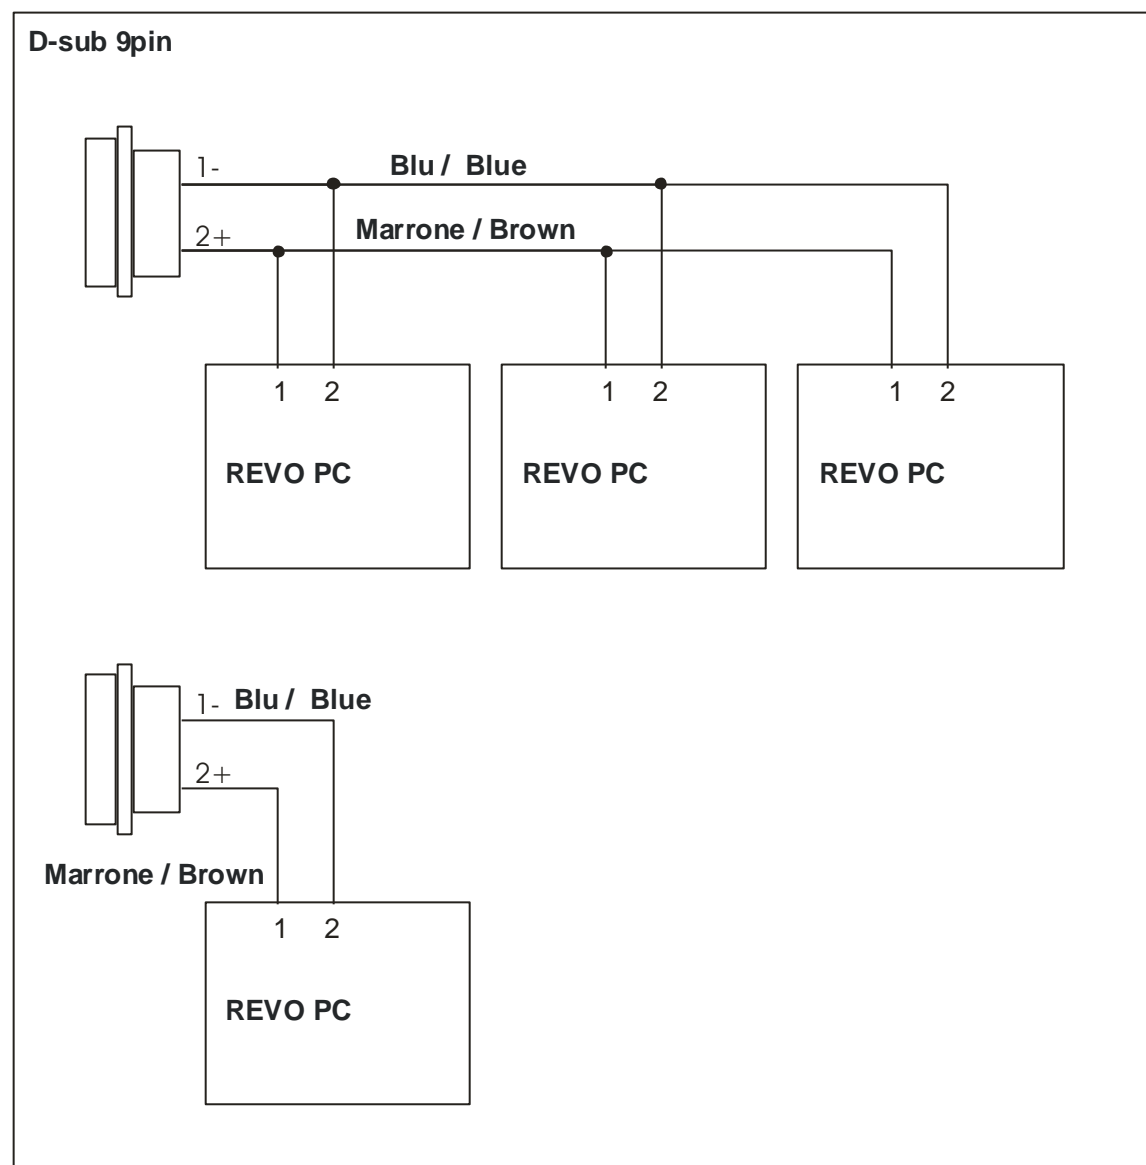 D-sub 9pin
1- Blu / Blue
2+ Marrone / Brown
1 2 1 2 1 2
REVO PC REVO PC REVO PC
1- Blu / Blue
2+
Marrone / Brown
1 2
REVO PC